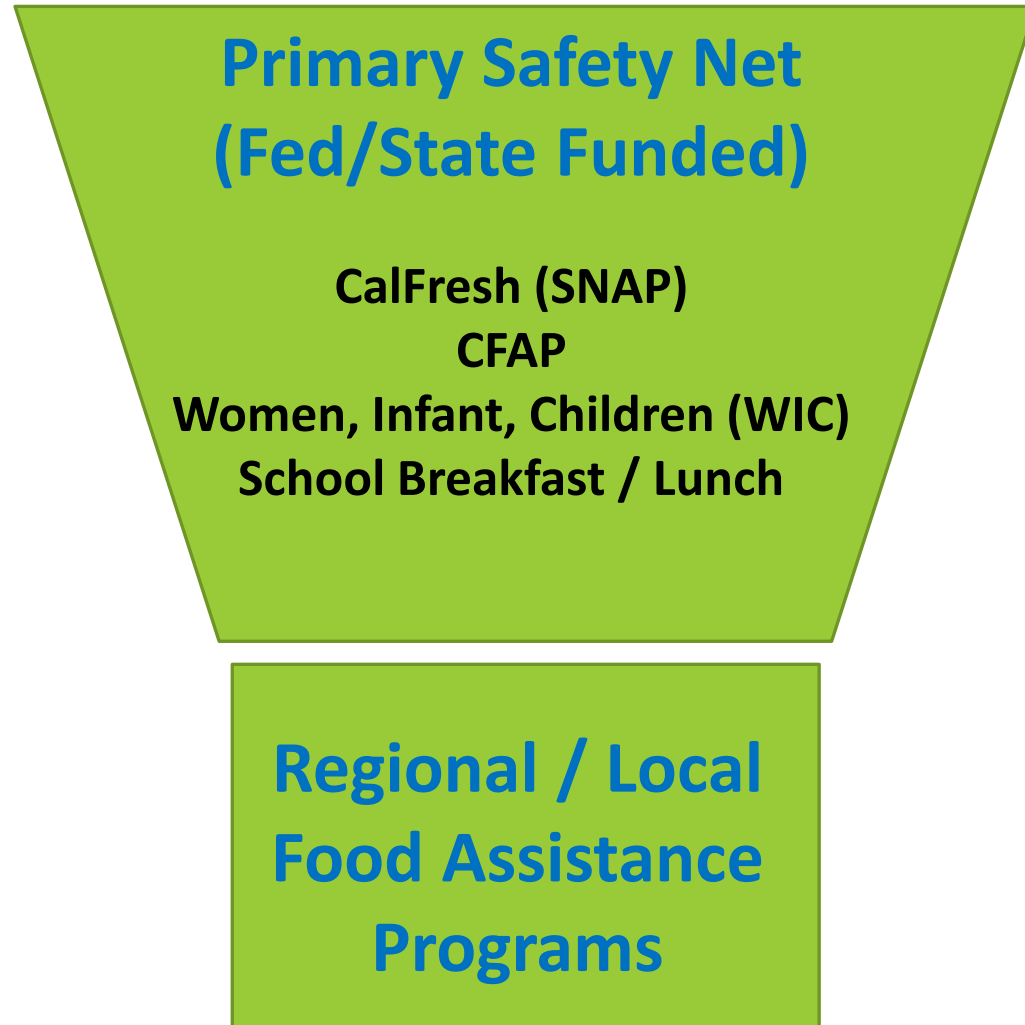 Primary Safety Net
(Fed/State Funded)
CalFresh (SNAP)
CFAP
Women, Infant, Children (WIC)
School Breakfast / Lunch
Regional / Local
Food Assistance
Programs